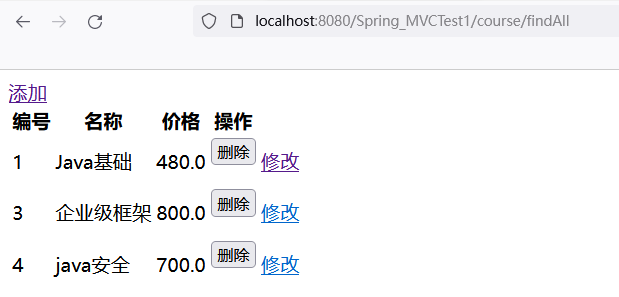 localhost:8080/Spring_MVCTest1/course/findAll
添加
编号 名称 价格 操作
1 Java基础 480.0 删除 修改
3 企业级框架 800.0 删除 修改
4 java安全 700.0 删除 修改